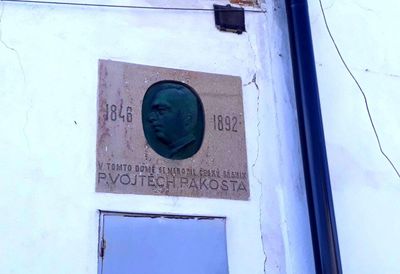 1846 1892
V TOMTO DOMĚ SE NARODIL ČESKÝ BÁSNÍK
P. VOJTĚCH PAKOSTA